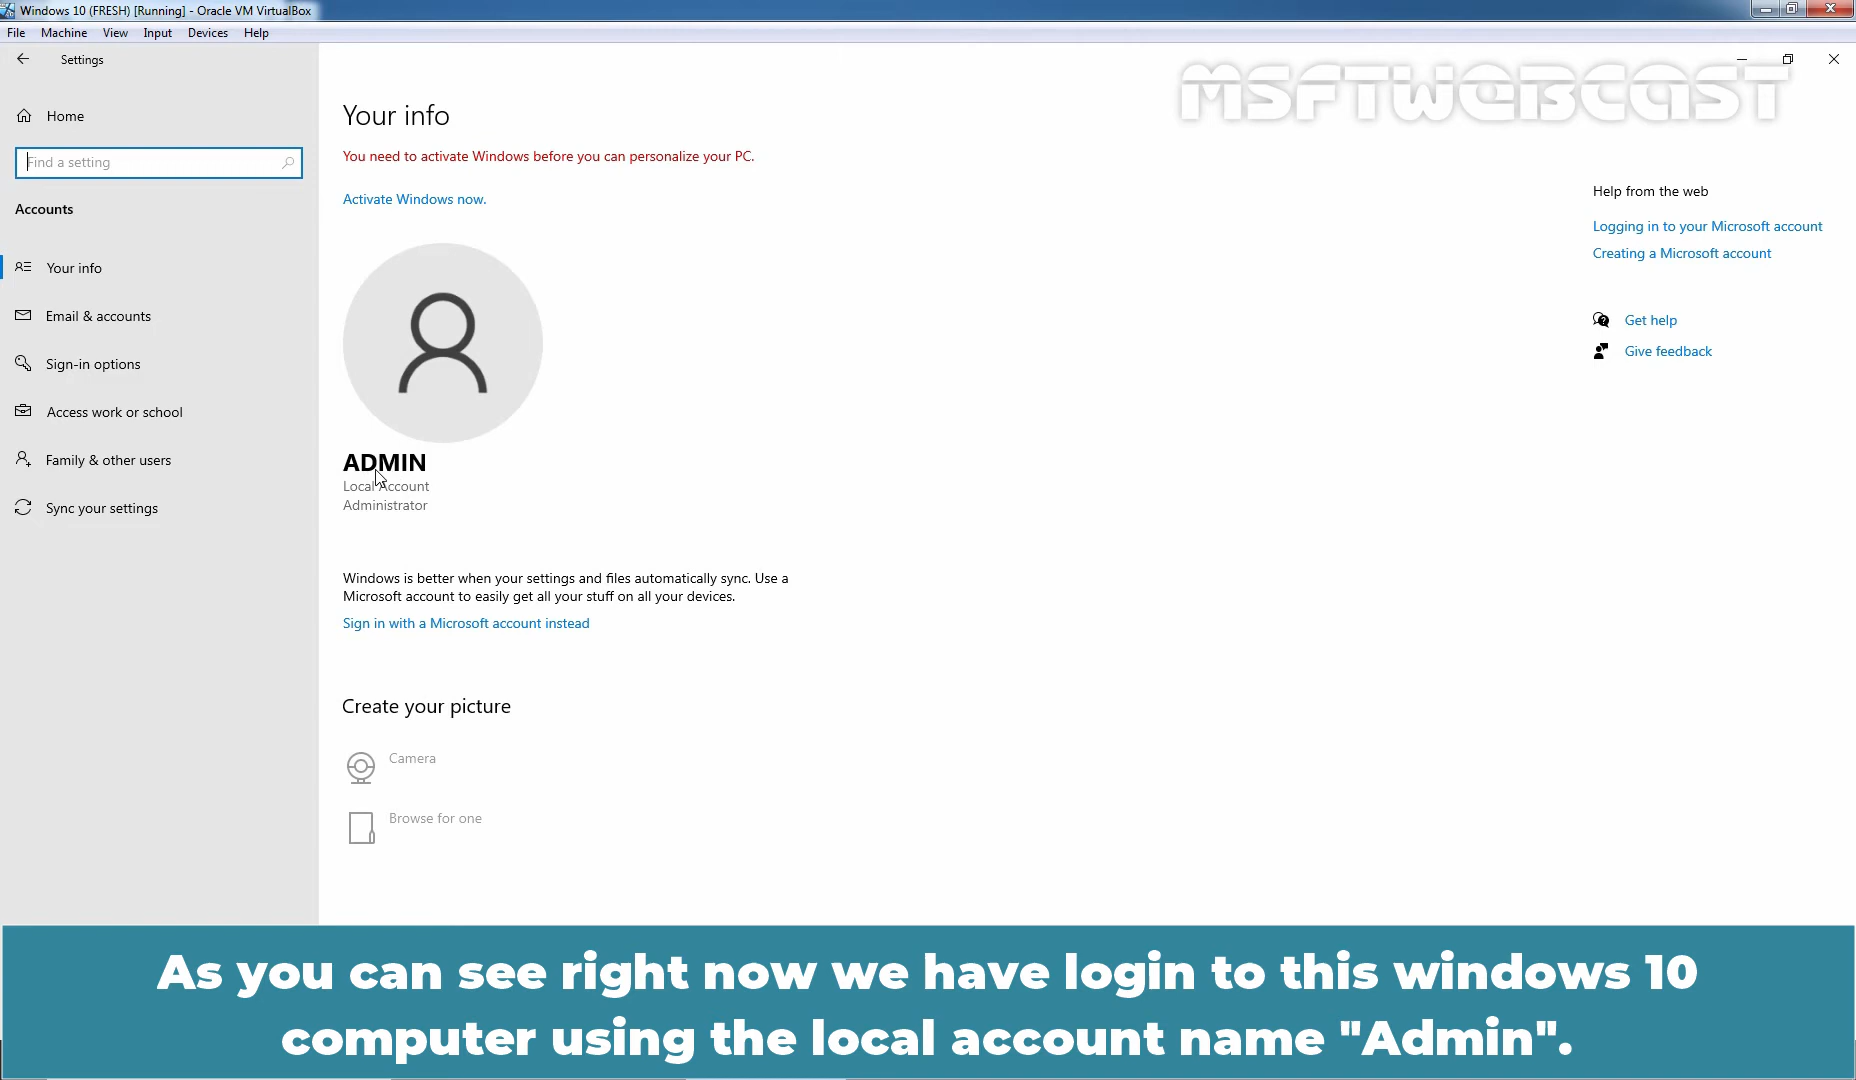 Windows 10 (FRESH) [Running] - Oracle VM VirtualBox
File Machine View Input Devices Help
Settings
MSFTWEBCAST
Home
Find a setting
Accounts
Your info
Email & accounts
Sign-in options
Access work or school
Family & other users
Sync your settings
Your info
You need to activate Windows before you can personalize your PC.
Activate Windows now.
ADMIN
Local Account
Administrator
Windows is better when your settings and files automatically sync. Use a
Microsoft account to easily get all your stuff on all your devices.
Sign in with a Microsoft account instead
Create your picture
Camera
Browse for one
Help from the web
Logging in to your Microsoft account
Creating a Microsoft account
Get help
Give feedback
As you can see right now we have login to this windows 10
computer using the local account name "Admin".